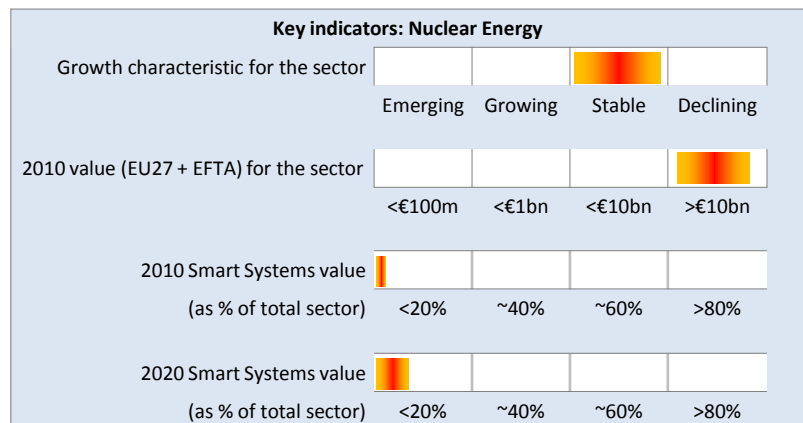 Key indicators: Nuclear Energy
Growth characteristic for the sector
Emerging Growing Stable Declining
2010 value (EU27 + EFTA) for the sector
<€100m <€1bn <€10bn >€10bn
2010 Smart Systems value
(as % of total sector) <20% ~40% ~60% >80%
2020 Smart Systems value
(as % of total sector) <20% ~40% ~60% >80%